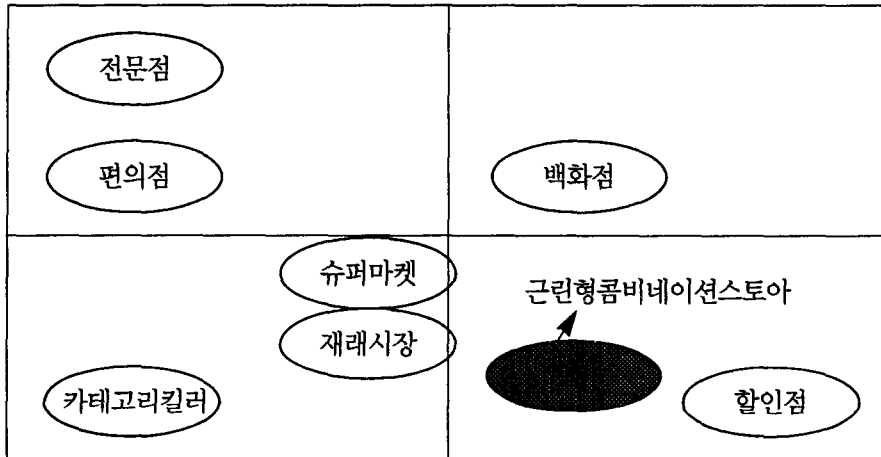 전문점
편의점
백화점
슈퍼마켓
근린형콤비네이션스토아
재래시장
카테고리킬러
할인점